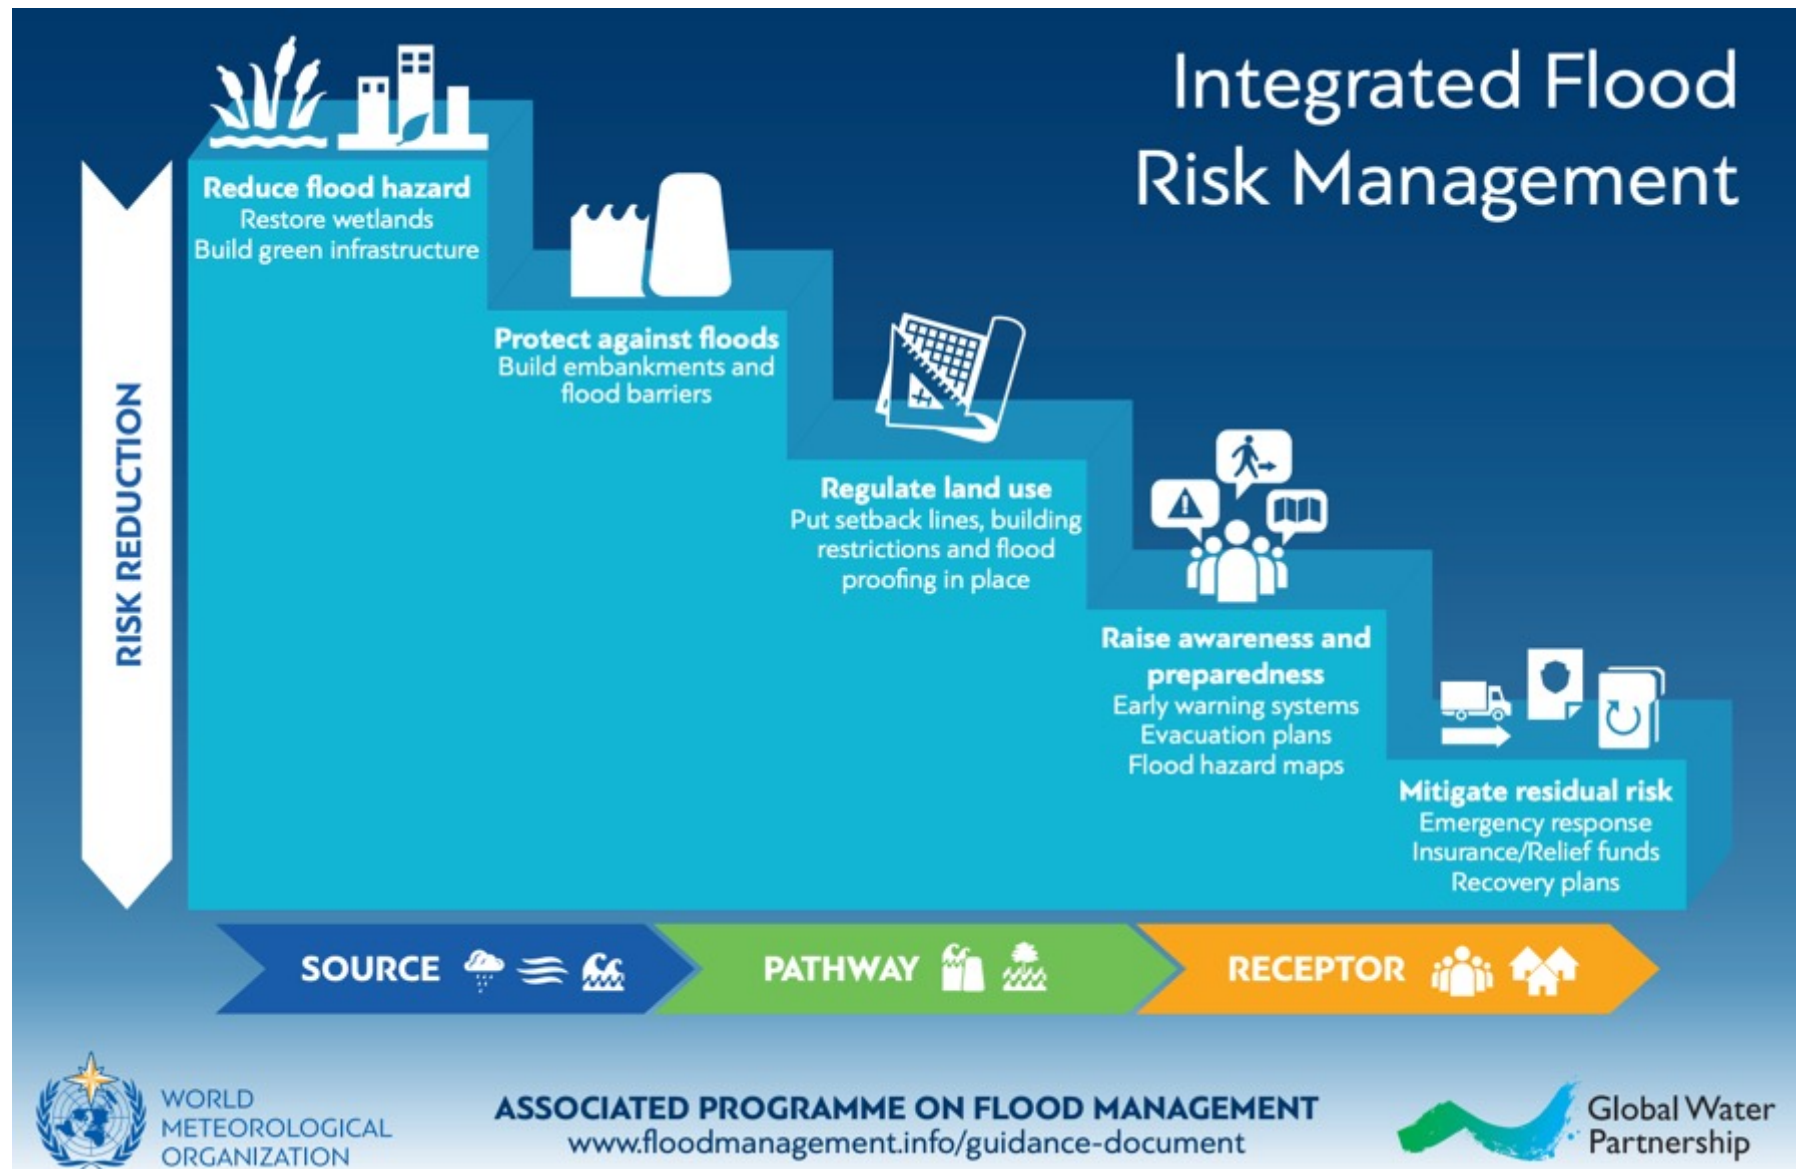 Integrated Flood
Risk Management
RISK REDUCTION
Reduce flood hazard
Restore wetlands
Build green infrastructure
Protect against floods
Build embankments and
flood barriers
Regulate land use
Put setback lines, building
restrictions and flood
proofing in place
Raise awareness and
preparedness
Early warning systems
Evacuation plans
Flood hazard maps
Mitigate residual risk
Emergency response
Insurance/Relief funds
Recovery plans
SOURCE
PATHWAY
RECEPTOR
WORLD
METEOROLOGICAL
ORGANIZATION
ASSOCIATED PROGRAMME ON FLOOD MANAGEMENT
www.floodmanagement.info/guidance-document
Global Water
Partnership